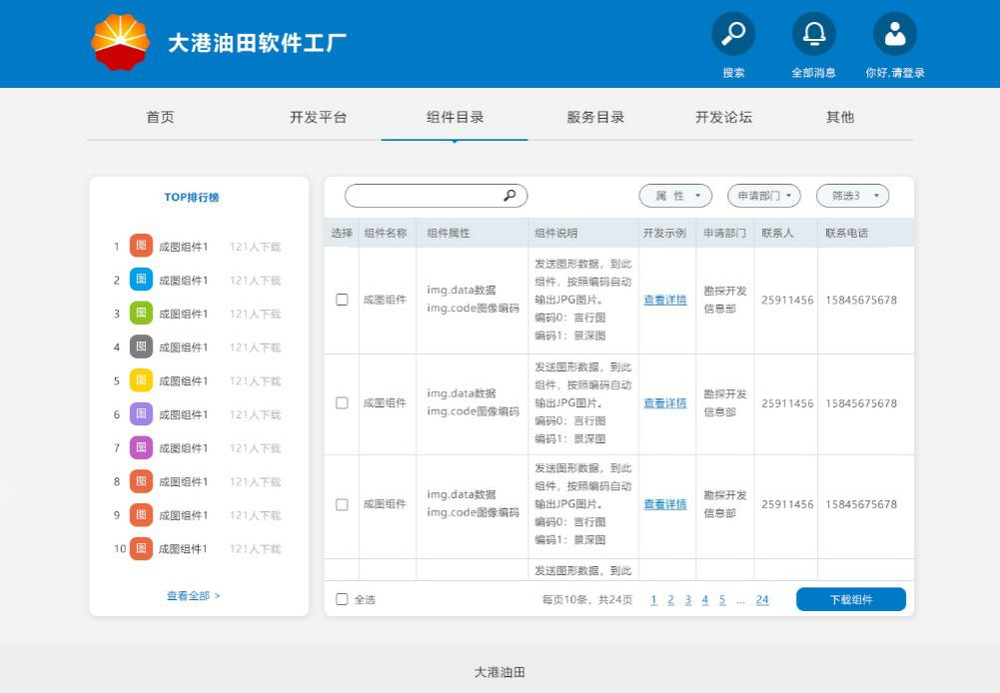 大港油田软件工厂
搜索
全部消息
你好,请登录
首页
开发平台
组件目录
服务目录
开发论坛
其他
TOP排行榜
1 图 成图组件1 121人下载
2 图 成图组件1 121人下载
3 图 成图组件1 121人下载
4 图 成图组件1 121人下载
5 图 成图组件1 121人下载
6 图 成图组件1 121人下载
7 图 成图组件1 121人下载
8 图 成图组件1 121人下载
9 图 成图组件1 121人下载
10 图 成图组件1 121人下载
查看全部 >
属 性
申请部门
筛选3
选择 组件名称 组件属性 组件说明 开发示例 申请部门 联系人 联系电话
成图组件
img.data数据
img.code图像编码
发送图形数据，到此
组件，按照编码自动
输出JPG图片。
编码0：言行图
编码1：景深图
查看详情
勘探开发
信息部
25911456
15845675678
成图组件
img.data数据
img.code图像编码
发送图形数据，到此
组件，按照编码自动
输出JPG图片。
编码0：言行图
编码1：景深图
查看详情
勘探开发
信息部
25911456
15845675678
成图组件
img.data数据
img.code图像编码
发送图形数据，到此
组件，按照编码自动
输出JPG图片。
编码0：言行图
编码1：景深图
查看详情
勘探开发
信息部
25911456
15845675678
发送图形数据，到此
全选
每页10条，共24页 1 2 3 4 5 ... 24
下载组件
大港油田